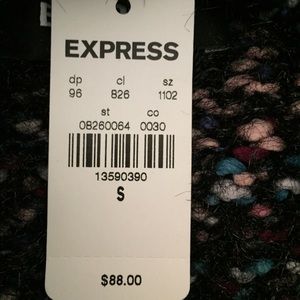 EXPRESS
dp cl sz
96 826 1102
st co
08260064 0030
13590390
S
$88.00